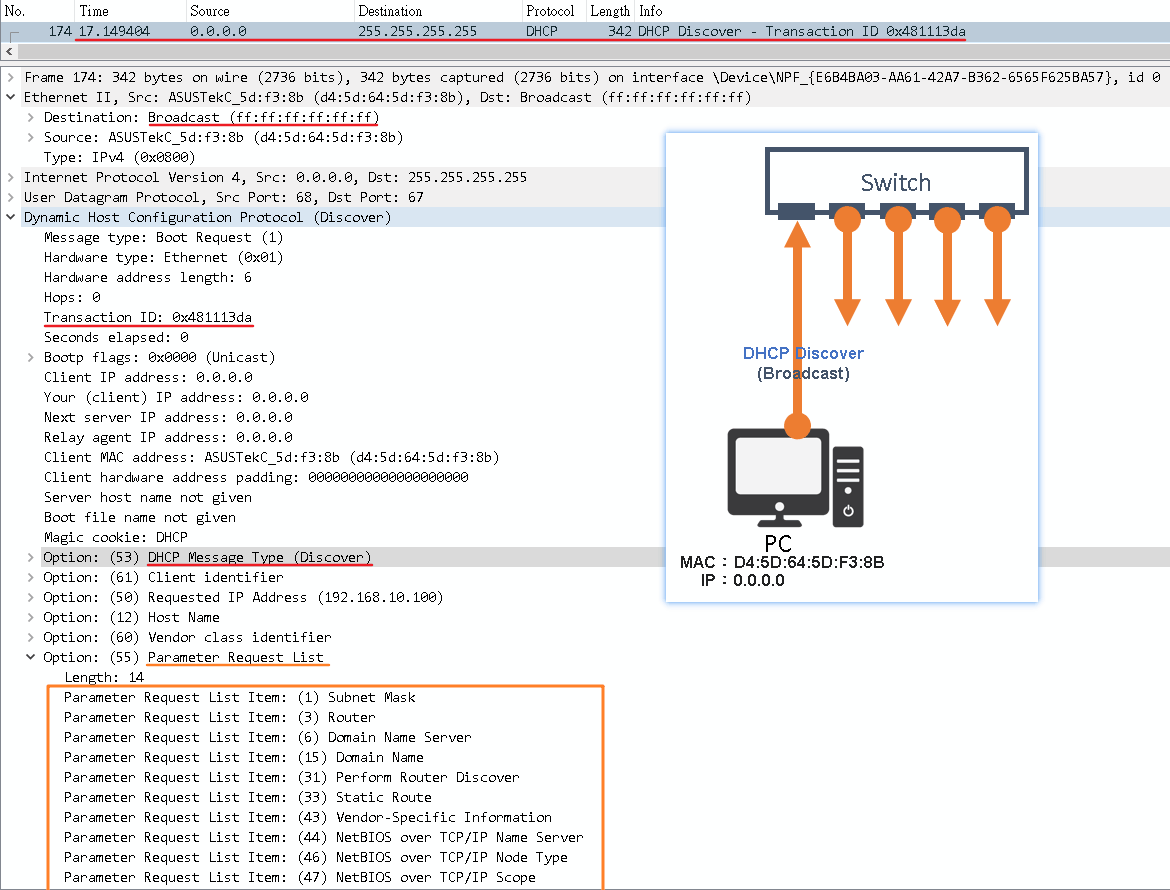 No. Time Source Destination Protocol Length Info
174 17.149404 0.0.0.0 255.255.255.255 DHCP 342 DHCP Discover - Transaction ID 0x481113da
Frame 174: 342 bytes on wire (2736 bits), 342 bytes captured (2736 bits) on interface \Device\NPF_{E6B4BA03-AA61-42A7-B362-6565F625BA57}, id 0
Ethernet II, Src: ASUSTekC_5d:f3:8b (d4:5d:64:5d:f3:8b), Dst: Broadcast (ff:ff:ff:ff:ff:ff)
Destination: Broadcast (ff:ff:ff:ff:ff:ff)
Source: ASUSTekC_5d:f3:8b (d4:5d:64:5d:f3:8b)
Type: IPv4 (0x0800)
Internet Protocol Version 4, Src: 0.0.0.0, Dst: 255.255.255.255
User Datagram Protocol, Src Port: 68, Dst Port: 67
Dynamic Host Configuration Protocol (Discover)
Message type: Boot Request (1)
Hardware type: Ethernet (0x01)
Hardware address length: 6
Hops: 0
Transaction ID: 0x481113da
Seconds elapsed: 0
Bootp flags: 0x0000 (Unicast)
Client IP address: 0.0.0.0
Your (client) IP address: 0.0.0.0
Next server IP address: 0.0.0.0
Relay agent IP address: 0.0.0.0
Client MAC address: ASUSTekC_5d:f3:8b (d4:5d:64:5d:f3:8b)
Client hardware address padding: 00000000000000000000
Server host name not given
Boot file name not given
Magic cookie: DHCP
Option: (53) DHCP Message Type (Discover)
Option: (61) Client identifier
Option: (50) Requested IP Address (192.168.10.100)
Option: (12) Host Name
Option: (60) Vendor class identifier
Option: (55) Parameter Request List
Length: 14
Parameter Request List Item: (1) Subnet Mask
Parameter Request List Item: (3) Router
Parameter Request List Item: (6) Domain Name Server
Parameter Request List Item: (15) Domain Name
Parameter Request List Item: (31) Perform Router Discover
Parameter Request List Item: (33) Static Route
Parameter Request List Item: (43) Vendor-Specific Information
Parameter Request List Item: (44) NetBIOS over TCP/IP Name Server
Parameter Request List Item: (46) NetBIOS over TCP/IP Node Type
Parameter Request List Item: (47) NetBIOS over TCP/IP Scope
Switch
DHCP Discover
(Broadcast)
PC
MAC：D4:5D:64:5D:F3:8B
IP：0.0.0.0